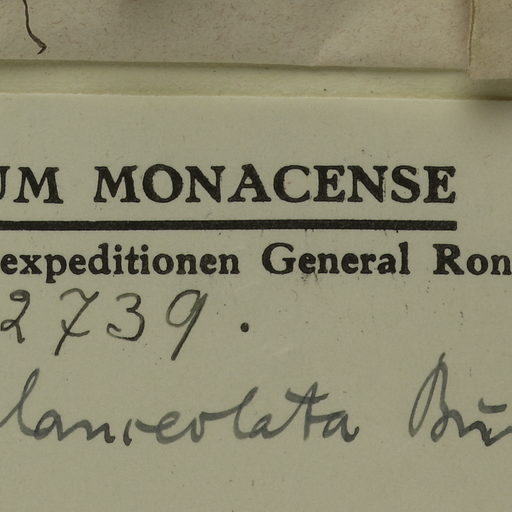 UM MONACENSE
expeditionen General Ron
2739.
lanceolata